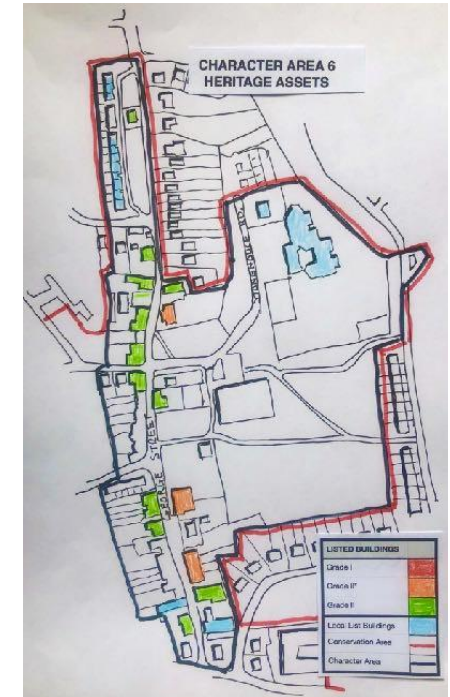 CHARACTER AREA 6
HERITAGE ASSETS
GEORGE STREET
LISTED BUILDINGS
Grade I
Grade II*
Grade II
Local List Buildings
Conservation Area
Character Area